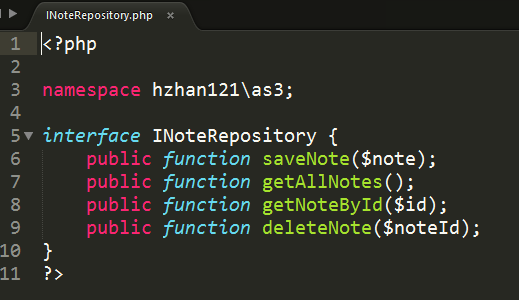 INoteRepository.php ×
1 <?php
2
3 namespace hzhan121\as3;
4
5 interface INoteRepository {
6     public function saveNote($note);
7     public function getAllNotes();
8     public function getNoteById($id);
9     public function deleteNote($noteId);
10 }
11 ?>